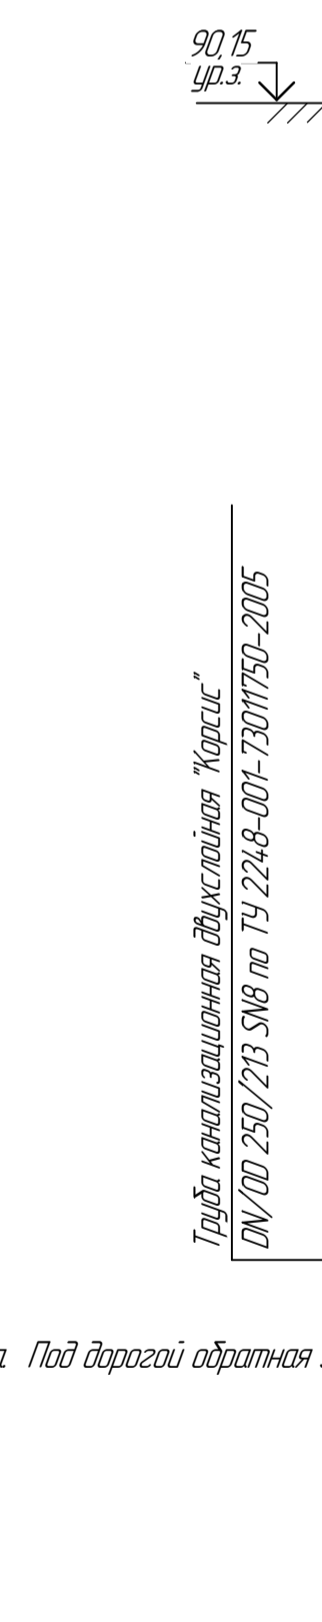 90,15
ур.з.
Труба канализационная двухслойная "Корсис"
DN/OD 250/213 SN8 по ТУ 2248-001-73011750-2005
Под дорогой обратная